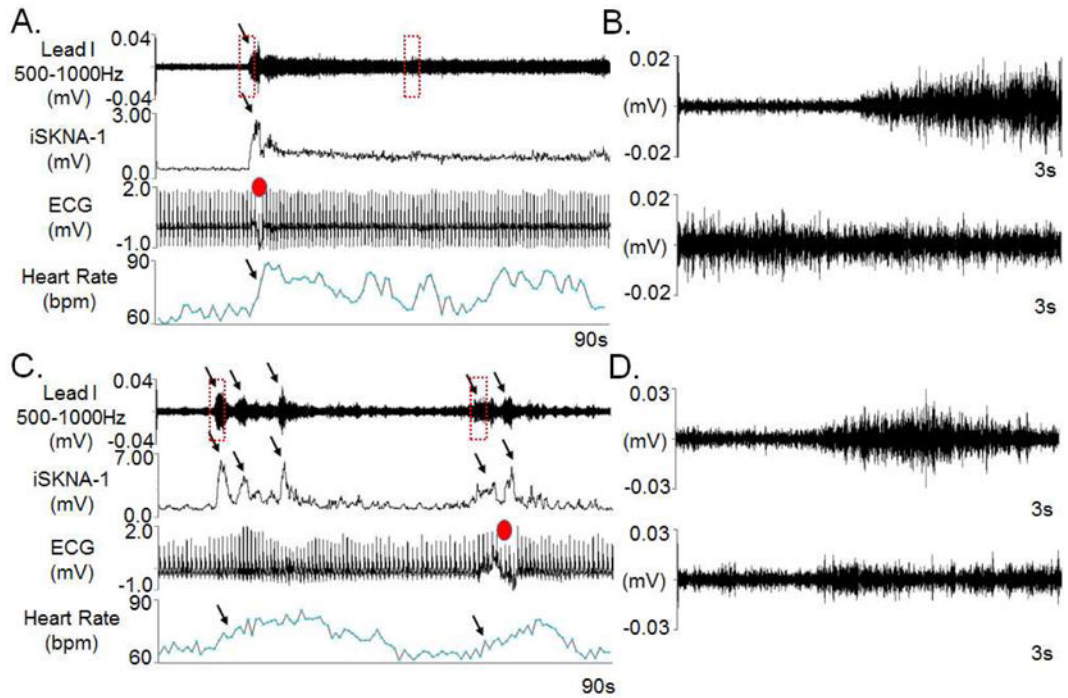 A.
Lead I
500-1000Hz
(mV)
0.04
-0.04
iSKNA-1
(mV)
3.00
0.0
ECG
(mV)
2.0
-1.0
Heart Rate
(bpm)
90
60
90s
B.
0.02
(mV)
-0.02
3s
0.02
(mV)
-0.02
3s
C.
Lead I
500-1000Hz
(mV)
0.04
-0.04
iSKNA-1
(mV)
7.00
0.0
ECG
(mV)
2.0
-1.0
Heart Rate
(bpm)
90
60
90s
D.
0.03
(mV)
-0.03
3s
0.03
(mV)
-0.03
3s